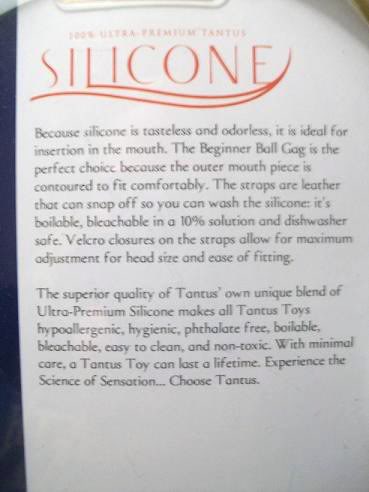 100% ULTRA-PREMIUM TANTUS
SILICONE
Because silicone is tasteless and odorless, it is ideal for
insertion in the mouth. The Beginner Ball Gag is the
perfect choice because the outer mouth piece is
contoured to fit comfortably. The straps are leather
that can snap off so you can wash the silicone: it's
boilable, bleachable in a 10% solution and dishwasher
safe. Velcro closures on the straps allow for maximum
adjustment for head size and ease of fitting.
The superior quality of Tantus' own unique blend of
Ultra-Premium Silicone makes all Tantus Toys
hypoallergenic, hygienic, phthalate free, boilable,
bleachable, easy to clean, and non-toxic. With minimal
care, a Tantus Toy can last a lifetime. Experience the
Science of Sensation... Choose Tantus.